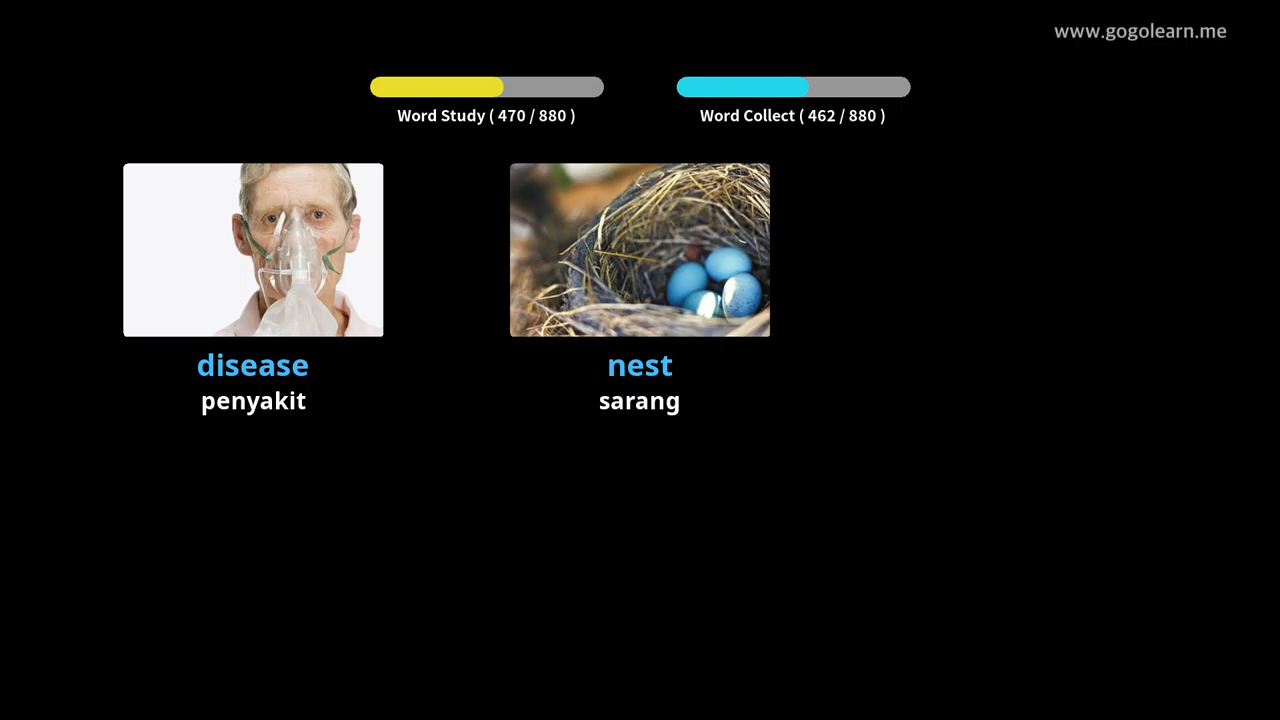 www.gogolearn.me
Word Study ( 470 / 880 )
Word Collect ( 462 / 880 )
disease
penyakit
nest
sarang